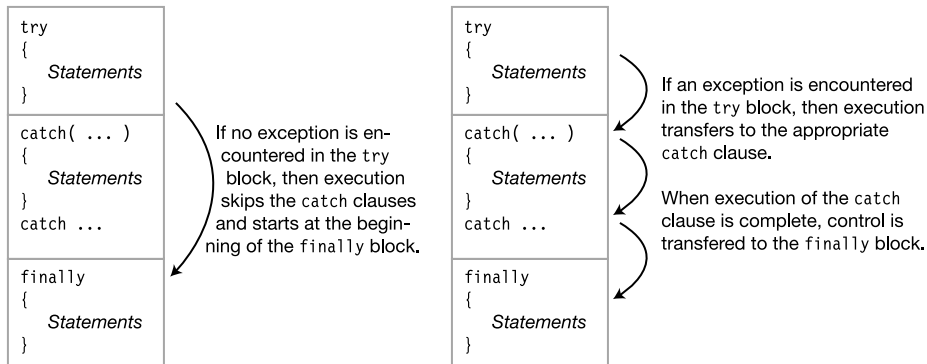 try
{
Statements
}
catch( ... )
{
Statements
}
catch ...
finally
{
Statements
}
If no exception is en-
countered in the try
block, then execution
skips the catch clauses
and starts at the begin-
ning of the finally block.
try
{
Statements
}
catch( ... )
{
Statements
}
catch ...
finally
{
Statements
}
If an exception is encountered
in the try block, then execution
transfers to the appropriate
catch clause.
When execution of the catch
clause is complete, control is
transfered to the finally block.